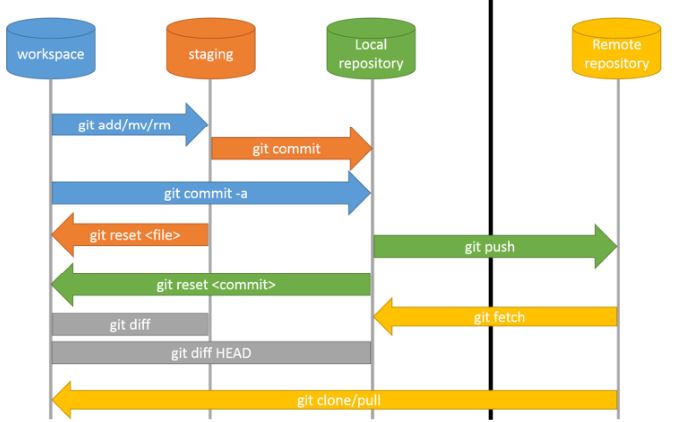 workspace
staging
Local
repository
Remote
repository
git add/mv/rm
git commit
git commit -a
git reset <file>
git push
git reset <commit>
git fetch
git diff
git diff HEAD
git clone/pull